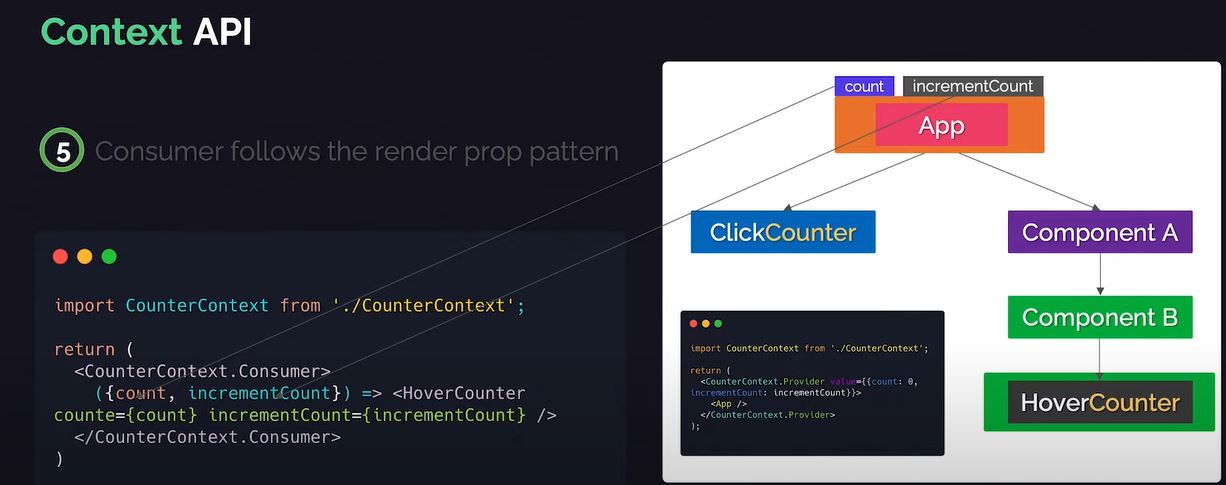 Context API
5 Consumer follows the render prop pattern
import CounterContext from './CounterContext';
return (
<CounterContext.Consumer>
({count, incrementCount}) => <HoverCounter
counte={count} incrementCount={incrementCount} />
</CounterContext.Consumer>
)
count incrementCount
App
ClickCounter
Component A
Component B
HoverCounter
import CounterContext from './CounterContext';
return (
<CounterContext.Provider value={{count: 0,
incrementCount: incrementCount}}>
<App />
</CounterContext.Provider>
);